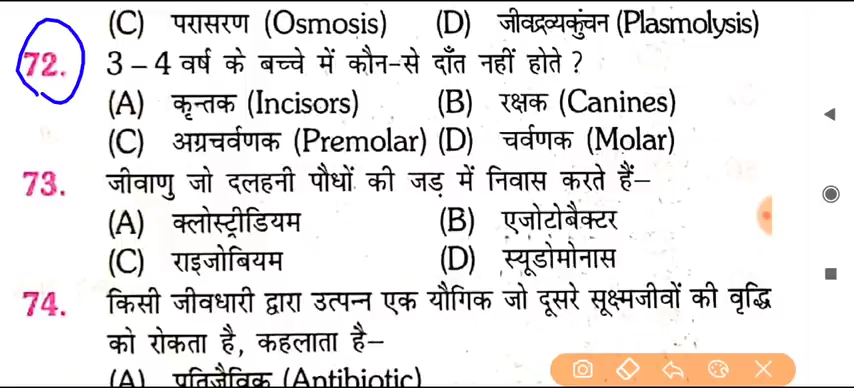 (C) परासरण (Osmosis) (D) जीवद्रव्यकुंचन (Plasmolysis)
72. 3 – 4 वर्ष के बच्चे में कौन-से दाँत नहीं होते ?
(A) कृन्तक (Incisors) (B) रक्षक (Canines)
(C) अग्रचर्वणक (Premolar) (D) चर्वणक (Molar)
73. जीवाणु जो दलहनी पौधों की जड़ में निवास करते हैं–
(A) क्लोस्ट्रीडियम (B) एजोटोबैक्टर
(C) राइजोबियम (D) स्यूडोमोनास
74. किसी जीवधारी द्वारा उत्पन्न एक यौगिक जो दूसरे सूक्ष्मजीवों की वृद्धि
को रोकता है, कहलाता है–
(A) प्रतिजैविक (Antibiotic)